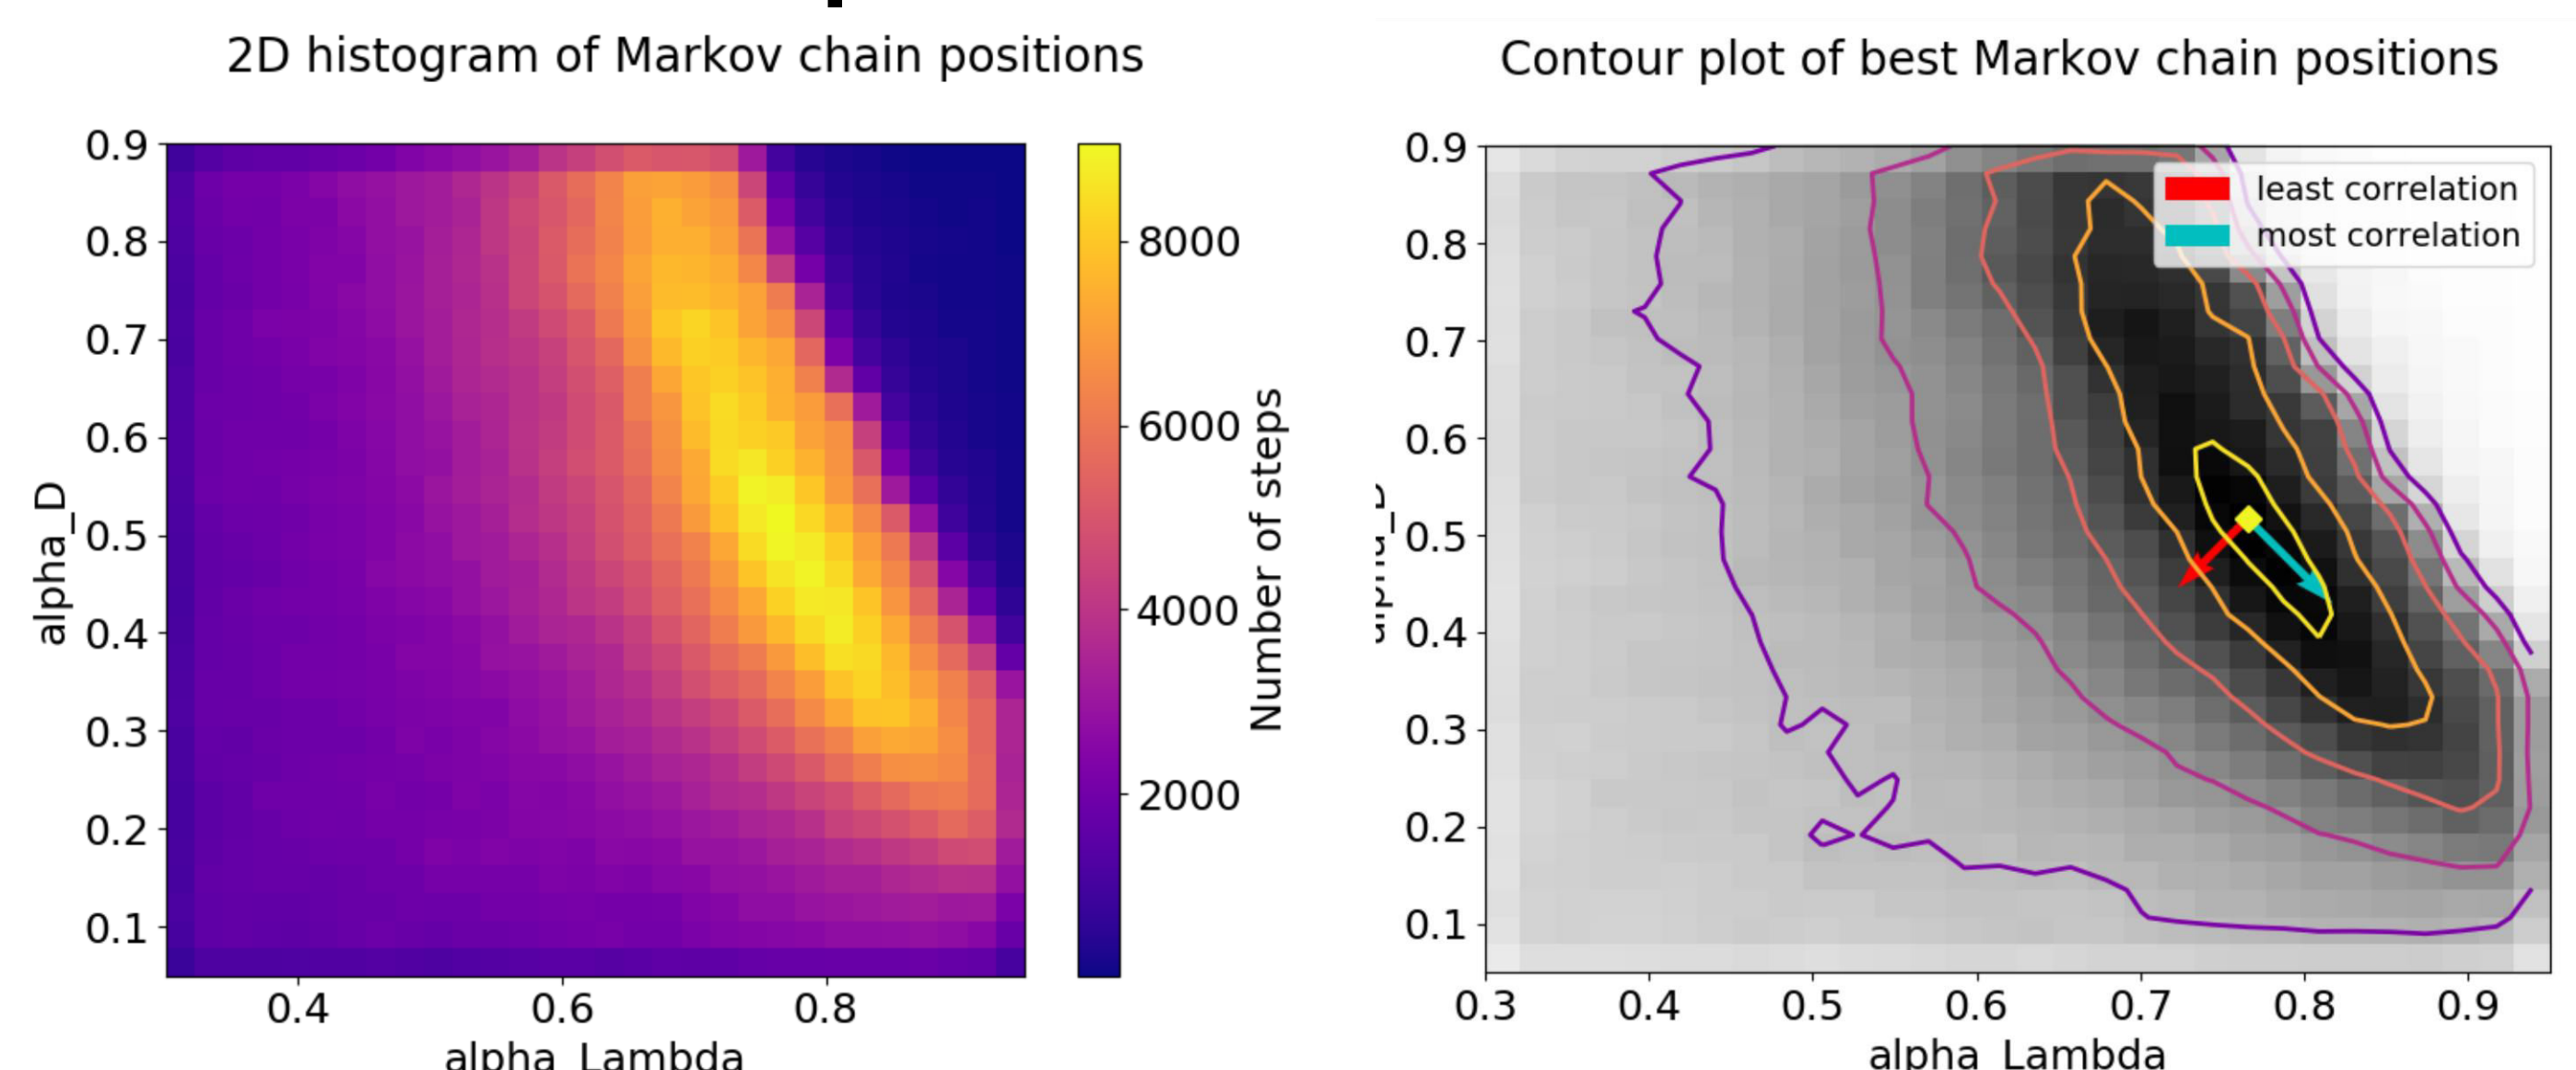 2D histogram of Markov chain positions
0.9
0.8
0.7
0.6
0.5
0.4
0.3
0.2
0.1
alpha_D
0.4 0.6 0.8
alpha_Lambda
8000
6000
4000
2000
Number of steps
Contour plot of best Markov chain positions
0.9
0.8
0.7
0.6
0.5
0.4
0.3
0.2
0.1
alpha_D
least correlation
most correlation
0.3 0.4 0.5 0.6 0.7 0.8 0.9
alpha_Lambda